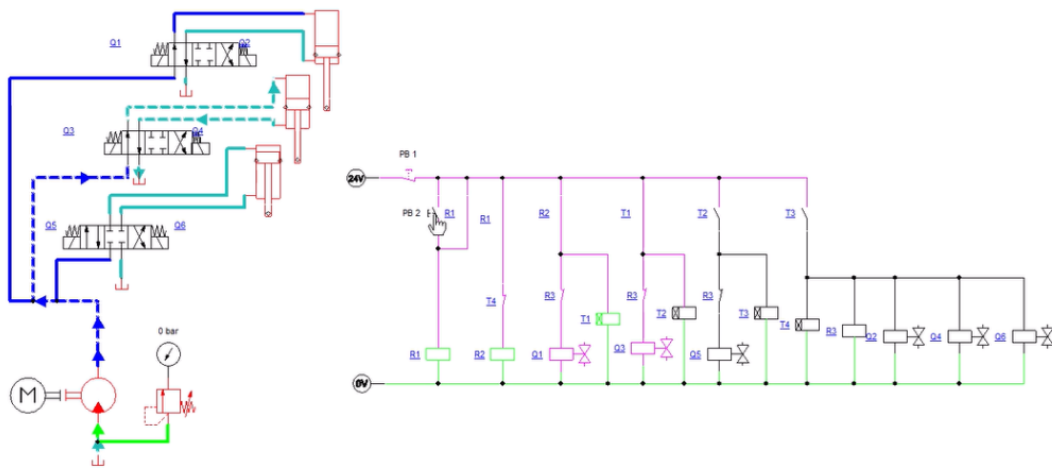 Q1 Q2
Q3 Q4
Q5 Q6
0 bar
M
PB 1
24V
PB 2 R1 R1 R2 T1 T2 T3
T4 R3 R3 R3
T1 T2 T3 T4 R3 Q2 Q4 Q6
R1 R2 Q1 Q3 Q5
0V